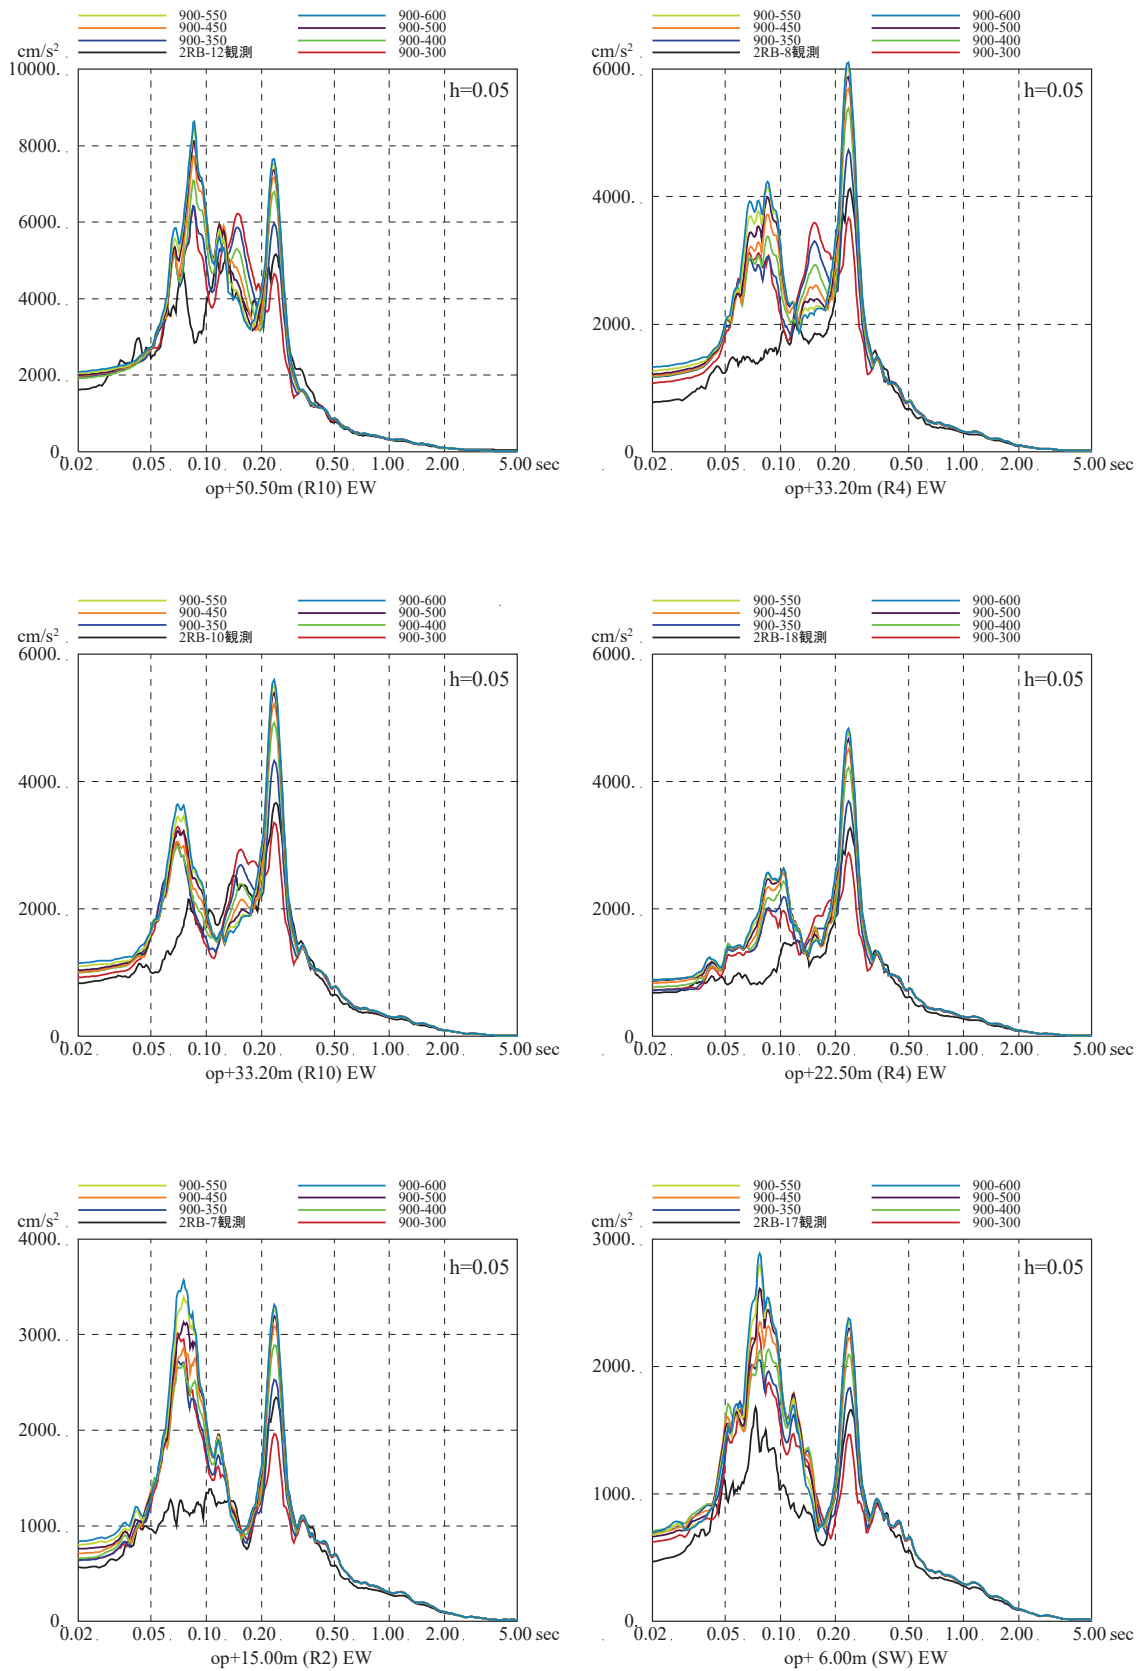 900-550 900-600
900-450 900-500
900-350 900-400
2RB-12観測 900-300
cm/s²
10000.
8000.
6000.
4000.
2000.
0.
h=0.05
0.02 0.05 0.10 0.20 0.50 1.00 2.00 5.00 sec
op+50.50m (R10) EW
900-550 900-600
900-450 900-500
900-350 900-400
2RB-8観測 900-300
cm/s²
6000.
4000.
2000.
0.
h=0.05
0.02 0.05 0.10 0.20 0.50 1.00 2.00 5.00 sec
op+33.20m (R4) EW
900-550 900-600
900-450 900-500
900-350 900-400
2RB-10観測 900-300
cm/s²
6000.
4000.
2000.
0.
h=0.05
0.02 0.05 0.10 0.20 0.50 1.00 2.00 5.00 sec
op+33.20m (R10) EW
900-550 900-600
900-450 900-500
900-350 900-400
2RB-18観測 900-300
cm/s²
6000.
4000.
2000.
0.
h=0.05
0.02 0.05 0.10 0.20 0.50 1.00 2.00 5.00 sec
op+22.50m (R4) EW
900-550 900-600
900-450 900-500
900-350 900-400
2RB-7観測 900-300
cm/s²
4000.
3000.
2000.
1000.
0.
h=0.05
0.02 0.05 0.10 0.20 0.50 1.00 2.00 5.00 sec
op+15.00m (R2) EW
900-550 900-600
900-450 900-500
900-350 900-400
2RB-17観測 900-300
cm/s²
3000.
2000.
1000.
0.
h=0.05
0.02 0.05 0.10 0.20 0.50 1.00 2.00 5.00 sec
op+ 6.00m (SW) EW